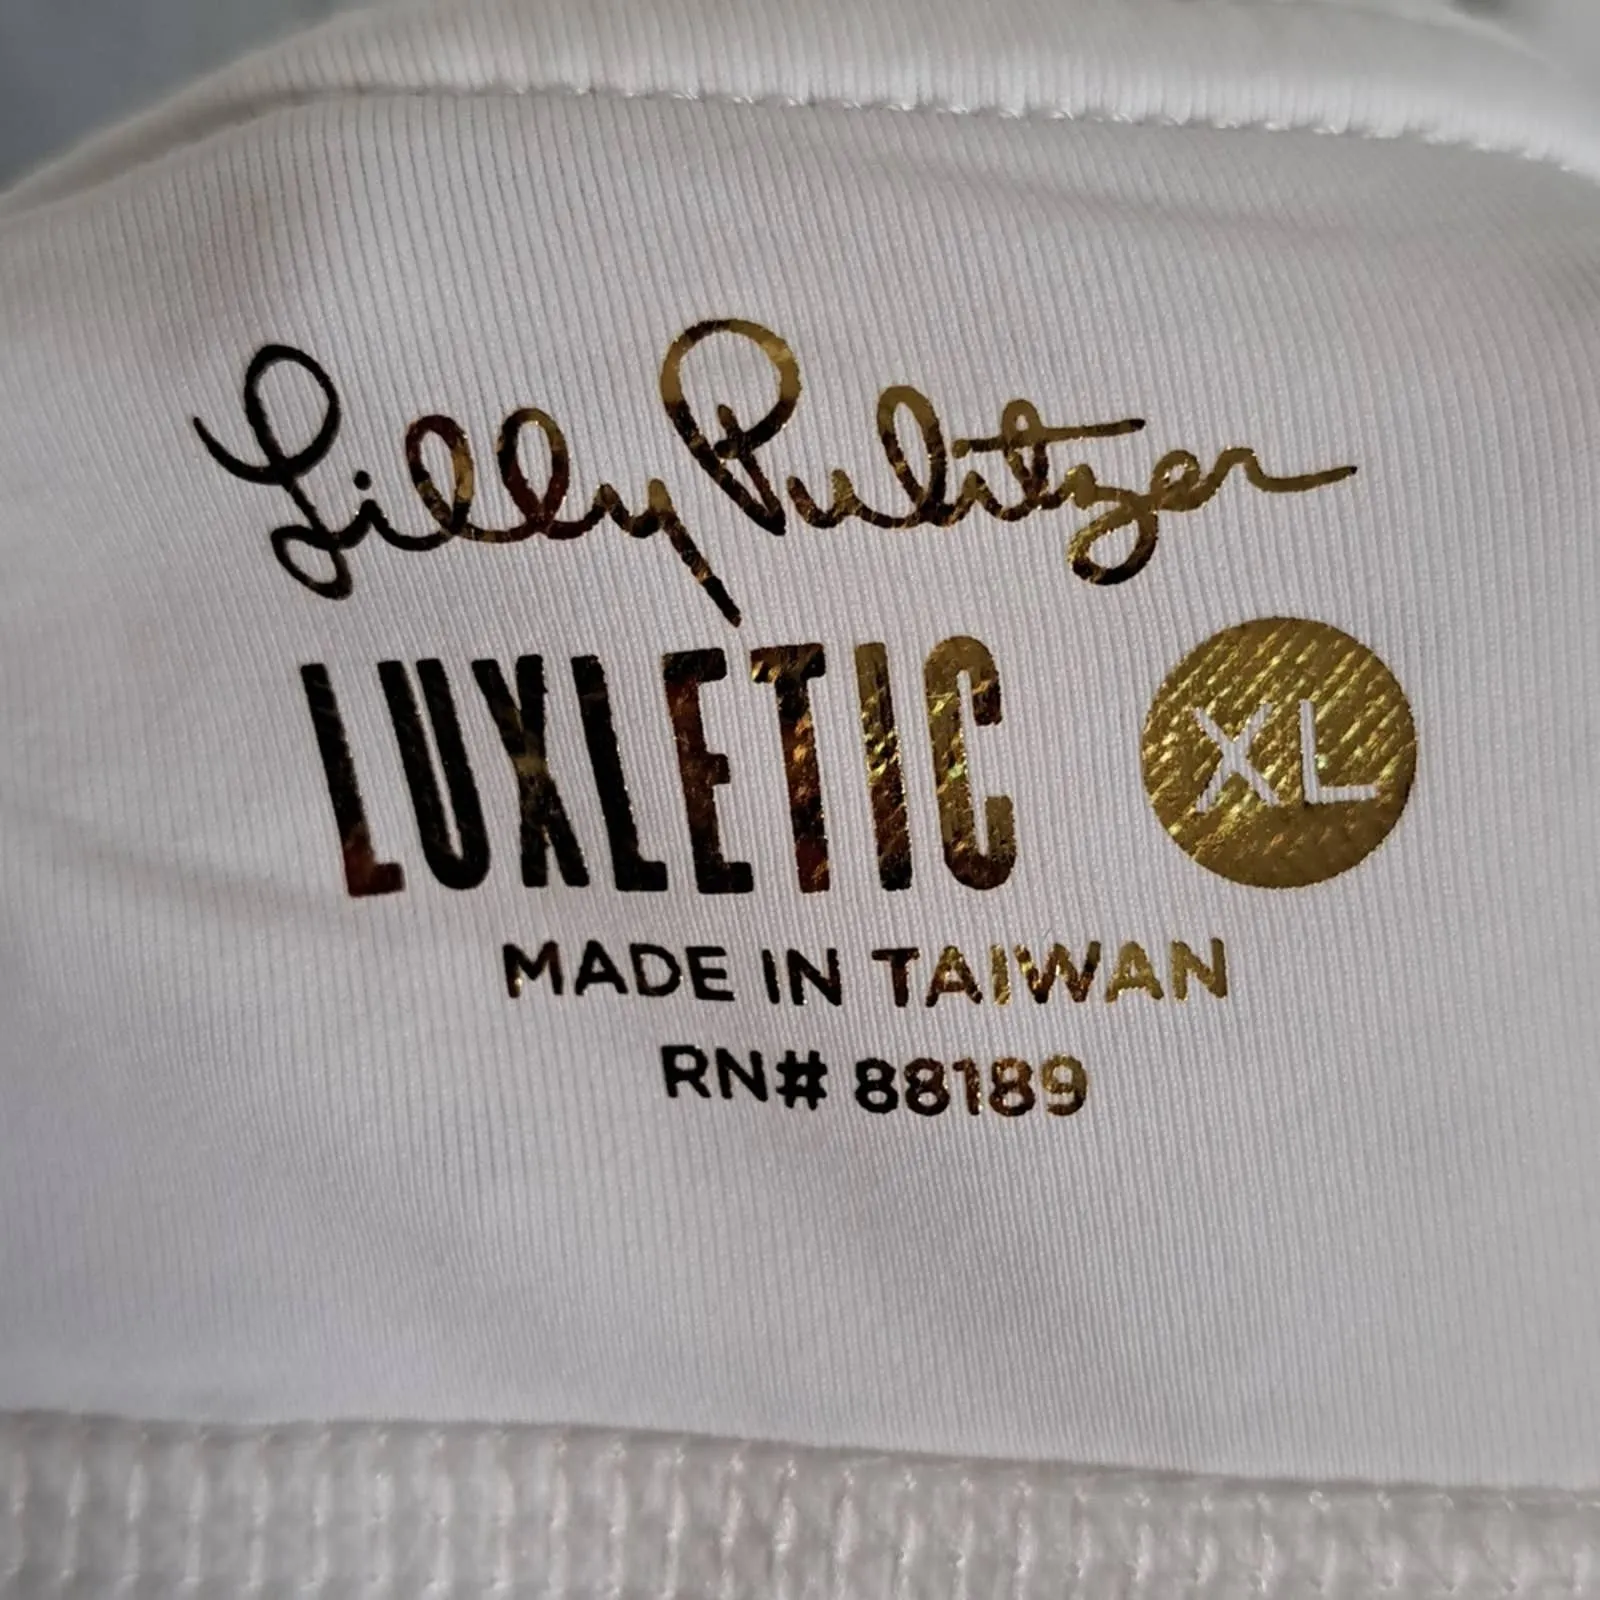 Lilly Pulitzer
LUXLETIC XL
MADE IN TAIWAN
RN# 88189